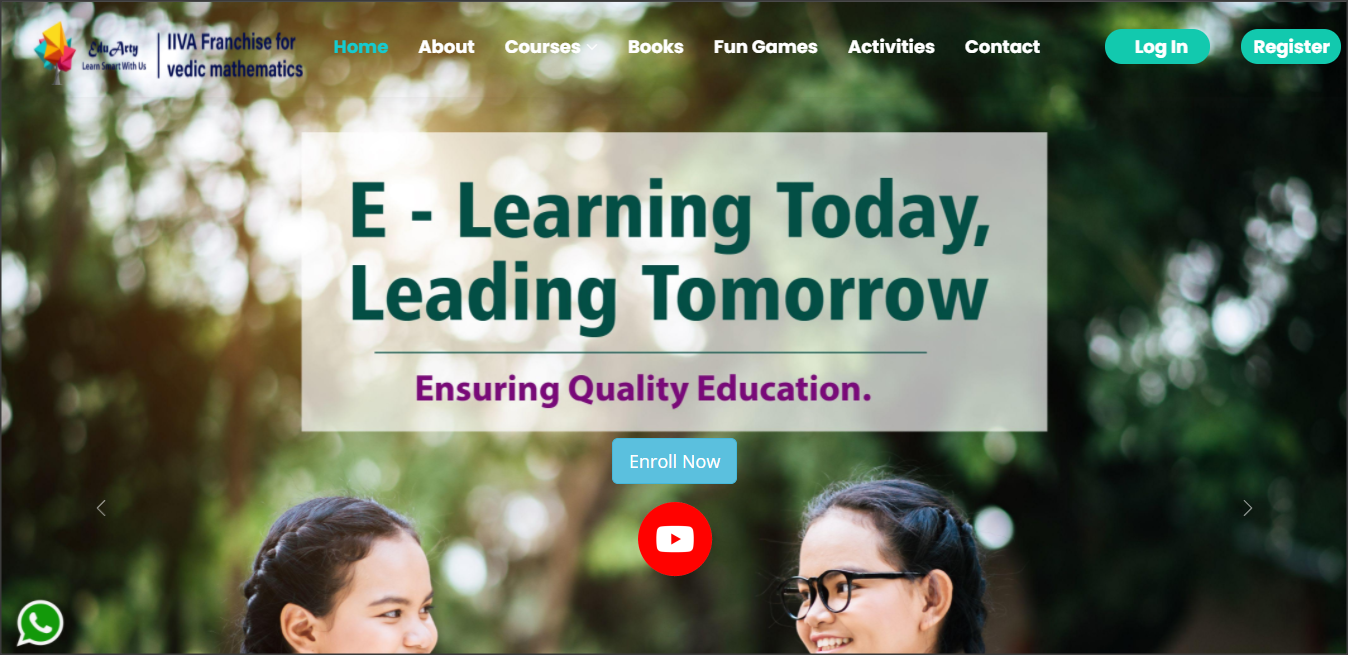 EduArty
Learn Smart With Us
IIVA Franchise for
vedic mathematics
Home About Courses Books Fun Games Activities Contact Log In Register
E - Learning Today,
Leading Tomorrow
Ensuring Quality Education.
Enroll Now